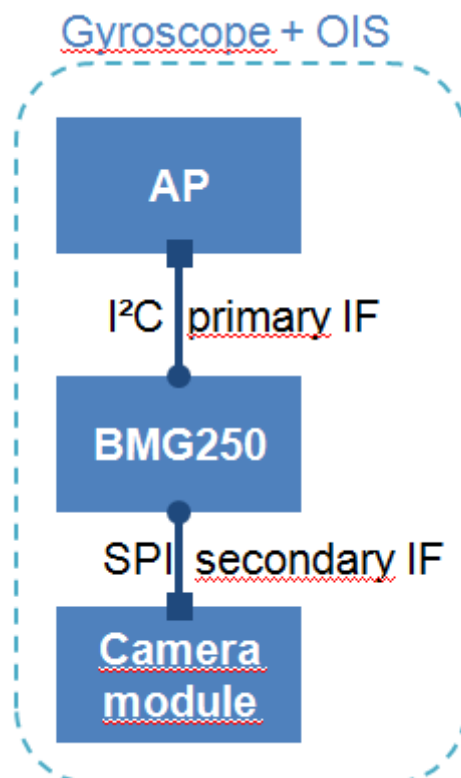 Gyroscope + OIS
AP
I²C primary IF
BMG250
SPI secondary IF
Camera
module